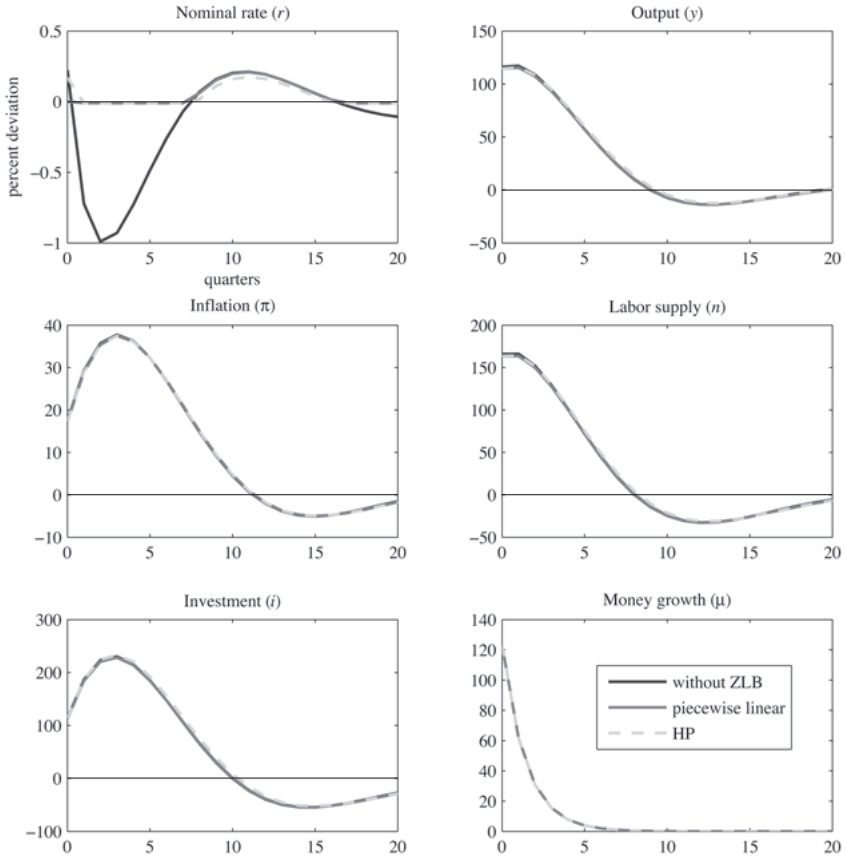 Nominal rate (r)
percent deviation
0.5
0
−0.5
−1
0 5 10 15 20
quarters
Output (y)
150
100
50
0
−50
0 5 10 15 20
Inflation (π)
40
30
20
10
0
−10
0 5 10 15 20
Labor supply (n)
200
150
100
50
0
−50
0 5 10 15 20
Investment (i)
300
200
100
0
−100
0 5 10 15 20
Money growth (μ)
140
120
100
80
60
40
20
0
0 5 10 15 20
without ZLB
piecewise linear
HP